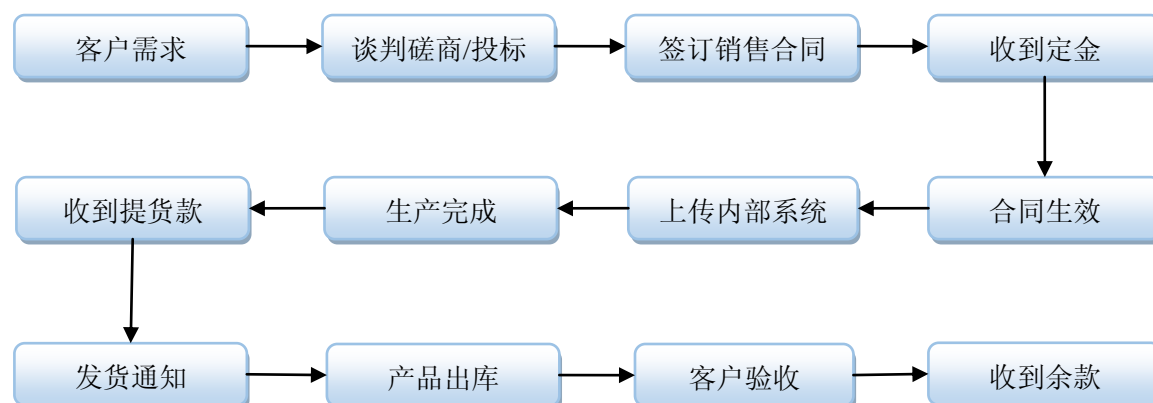 客户需求
谈判磋商/投标
签订销售合同
收到定金
合同生效
上传内部系统
生产完成
收到提货款
发货通知
产品出库
客户验收
收到余款